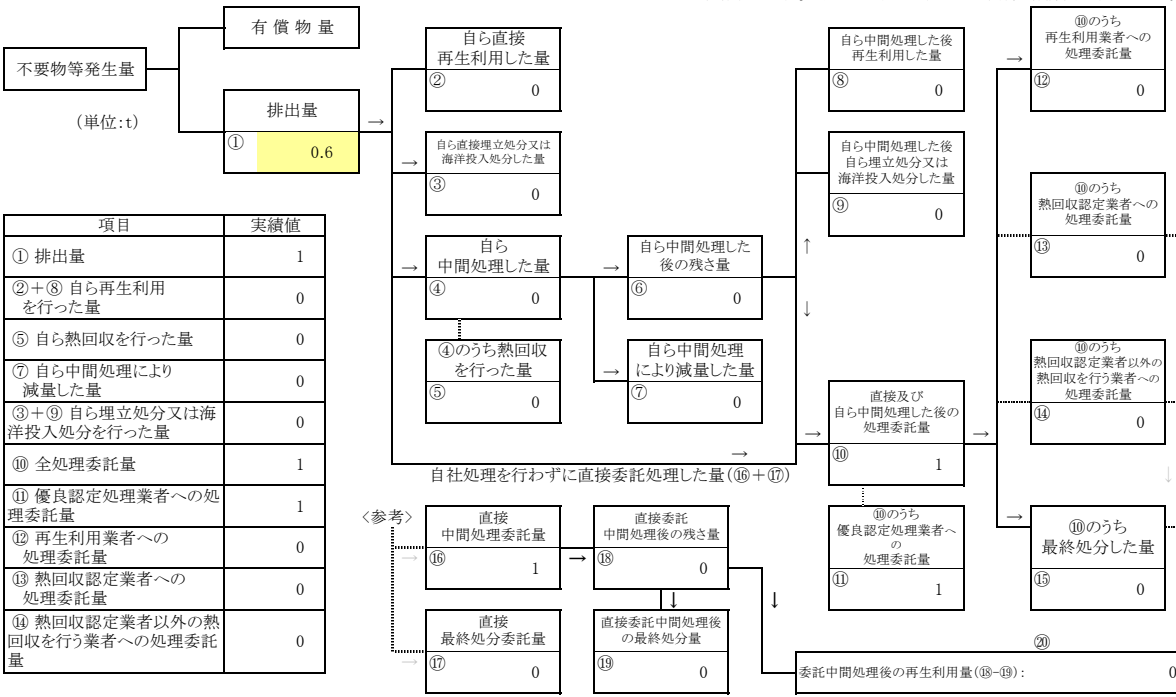 不要物等発生量
(単位:t)
有 償 物 量
排出量
① 0.6
→
自ら直接
再生利用した量
② 0
→
自ら直接埋立処分又は
海洋投入処分した量
③ 0
→
自ら
中間処理した量
④ 0
④のうち熱回収
を行った量
⑤ 0
→
自ら中間処理した
後の残さ量
⑥ 0
→
自ら中間処理
により減量した量
⑦ 0
自ら中間処理した後
再生利用した量
⑧ 0
自ら中間処理した後
自ら埋立処分又は
海洋投入処分した量
⑨ 0
↑
↓
→
直接及び
自ら中間処理した後の
処理委託量
⑩ 1
→
⑩のうち
優良認定処理業者へ
の
処理委託量
⑪ 1
→
⑩のうち
再生利用業者への
処理委託量
⑫ 0
⑩のうち
熱回収認定業者への
処理委託量
⑬ 0
⑩のうち
熱回収認定業者以外の
熱回収を行う業者への
処理委託量
⑭ 0
↓
→
⑩のうち
最終処分した量
⑮ 0
→
自社処理を行わずに直接委託処理した量(⑯+⑰)
〈参考〉
→
直接
中間処理委託量
⑯ 1
→
直接
最終処分委託量
⑰ 0
→
直接委託
中間処理後の残さ量
⑱ 0
↓
↓
直接委託中間処理後
の最終処分量
⑲ 0
⑳
委託中間処理後の再生利用量(⑱-⑲): 0
項目 実績値
① 排出量 1
②+⑧ 自ら再生利用
を行った量 0
⑤ 自ら熱回収を行った量 0
⑦ 自ら中間処理により
減量した量 0
③+⑨ 自ら埋立処分又は海
洋投入処分を行った量 0
⑩ 全処理委託量 1
⑪ 優良認定処理業者への処
理委託量 1
⑫ 再生利用業者への
処理委託量 0
⑬ 熱回収認定業者への
処理委託量 0
⑭ 熱回収認定業者以外の熱
回収を行う業者への処理委託
量 0